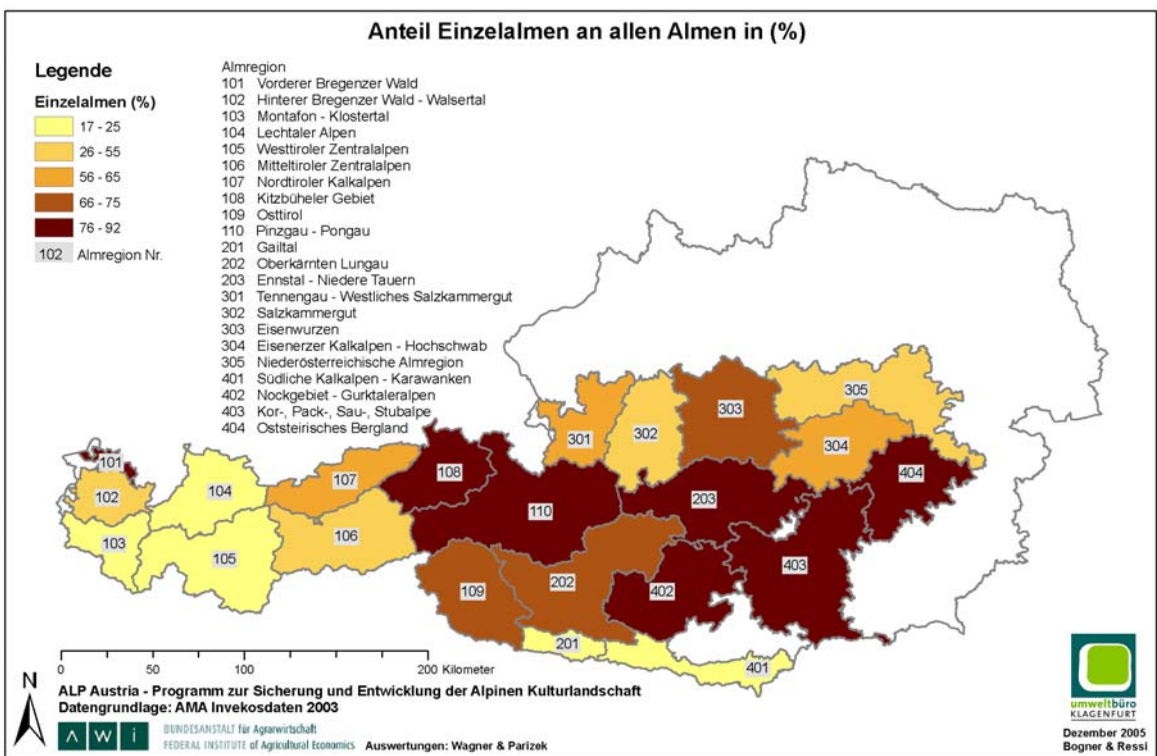 Anteil Einzelalmen an allen Almen in (%)
Legende
Einzelalmen (%)
17 - 25
26 - 55
56 - 65
66 - 75
76 - 92
102 Almregion Nr.
Almregion
101 Vorderer Bregenzer Wald
102 Hinterer Bregenzer Wald - Walsertal
103 Montafon - Klostertal
104 Lechtaler Alpen
105 Westtiroler Zentralalpen
106 Mitteltiroler Zentralalpen
107 Nordtiroler Kalkalpen
108 Kitzbüheler Gebiet
109 Osttirol
110 Pinzgau - Pongau
201 Gailtal
202 Oberkärnten Lungau
203 Ennstal - Niedere Tauern
301 Tennengau - Westliches Salzkammergut
302 Salzkammergut
303 Eisenwurzen
304 Eisenerzer Kalkalpen - Hochschwab
305 Niederösterreichische Almregion
401 Südliche Kalkalpen - Karawanken
402 Nockgebiet - Gurktaleralpen
403 Kor-, Pack-, Sau-, Stubalpe
404 Oststeirisches Bergland
305
303
301
302
304
101
108
404
107
104
102
203
110
106
103
105
403
202
109
402
201
401
0 50 100 200 Kilometer
N
ALP Austria - Programm zur Sicherung und Entwicklung der Alpinen Kulturlandschaft
Datengrundlage: AMA Invekosdaten 2003
A W i
BUNDESANSTALT für Agrarwirtschaft
FEDERAL INSTITUTE of Agricultural Economics
Auswertungen: Wagner & Parizek
umweltbüro
KLAGENFURT
Dezember 2005
Bogner & Ressi